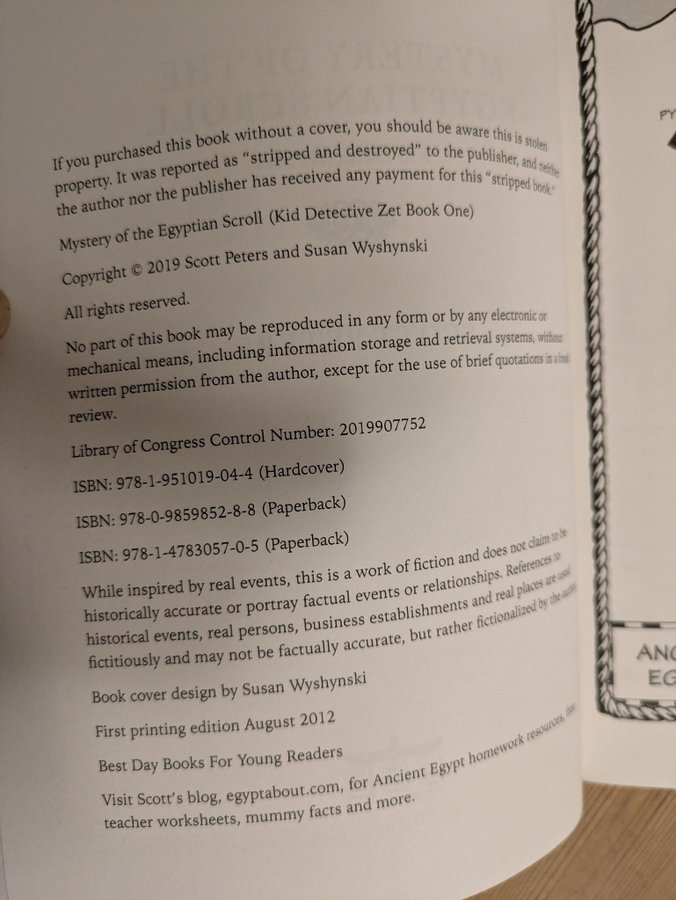 If you purchased this book without a cover, you should be aware this is stolen
property. It was reported as “stripped and destroyed” to the publisher, and neither
the author nor the publisher has received any payment for this “stripped book.”
Mystery of the Egyptian Scroll (Kid Detective Zet Book One)
Copyright © 2019 Scott Peters and Susan Wyshynski
All rights reserved.
No part of this book may be reproduced in any form or by any electronic or
mechanical means, including information storage and retrieval systems, without
written permission from the author, except for the use of brief quotations in a book
review.
Library of Congress Control Number: 2019907752
ISBN: 978-1-951019-04-4 (Hardcover)
ISBN: 978-0-9859852-8-8 (Paperback)
ISBN: 978-1-4783057-0-5 (Paperback)
While inspired by real events, this is a work of fiction and does not claim to be
historically accurate or portray factual events or relationships. References to
historical events, real persons, business establishments and real places are used
fictitiously and may not be factually accurate, but rather fictionalized by the author.
Book cover design by Susan Wyshynski
First printing edition August 2012
Best Day Books For Young Readers
Visit Scott’s blog, egyptabout.com, for Ancient Egypt homework resources, free
teacher worksheets, mummy facts and more.
PY
ANC
EG